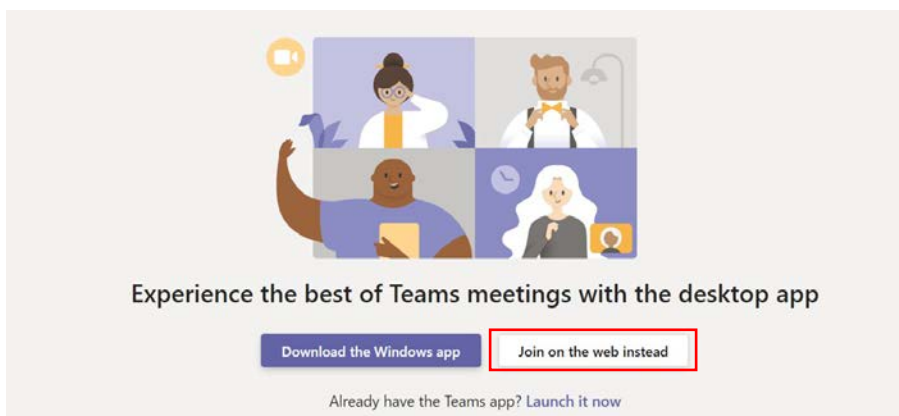 Experience the best of Teams meetings with the desktop app
Download the Windows app
Join on the web instead
Already have the Teams app? Launch it now